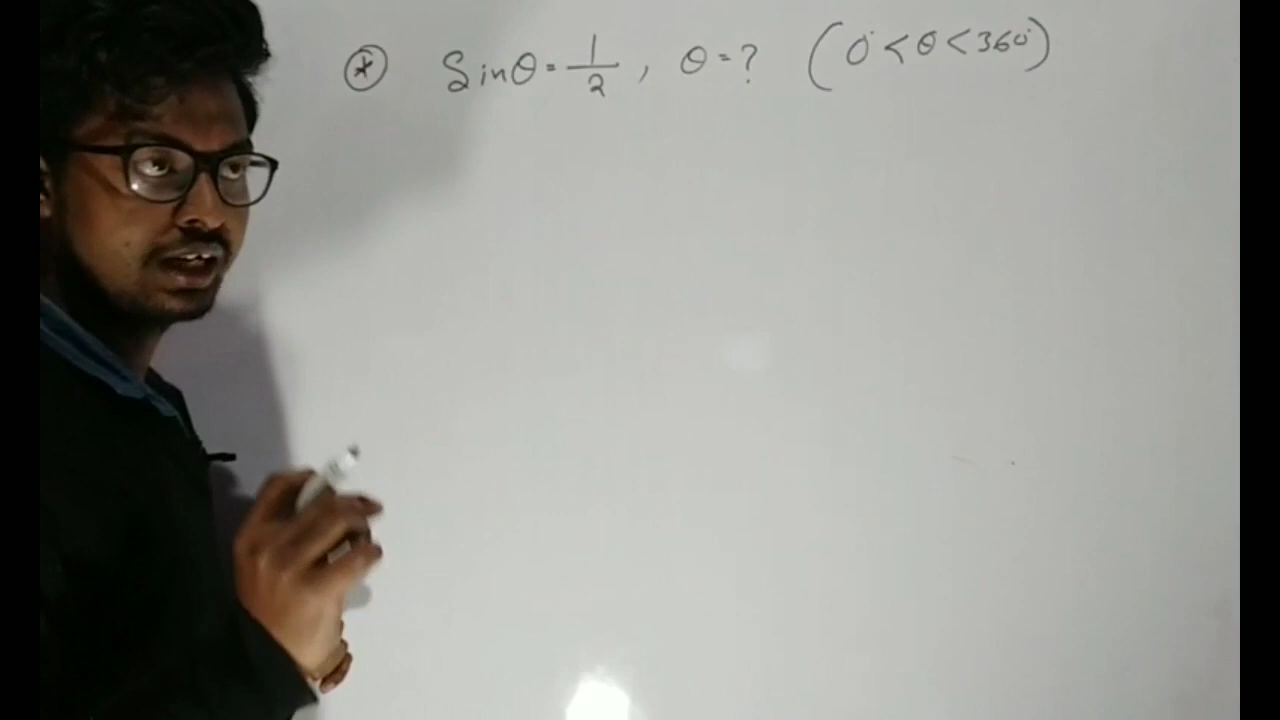 * Sinθ = 1/2, θ = ? (0° < θ < 360°)